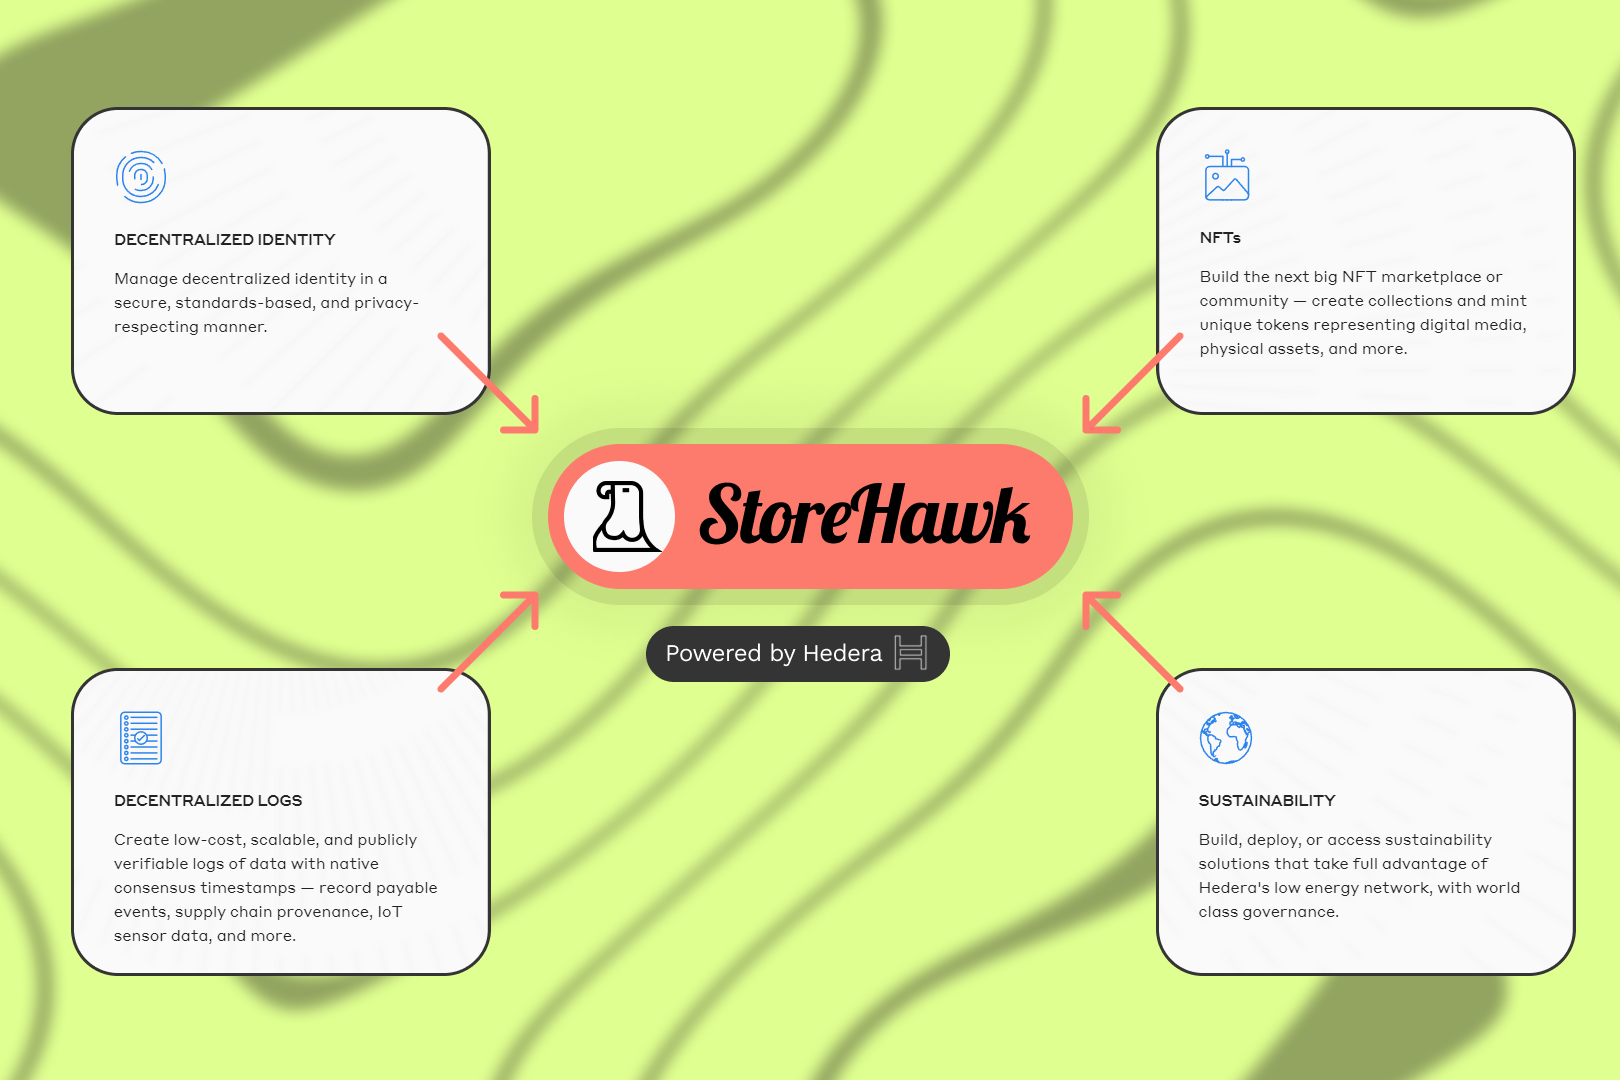 DECENTRALIZED IDENTITY
Manage decentralized identity in a
secure, standards-based, and privacy-
respecting manner.
NFTs
Build the next big NFT marketplace or
community — create collections and mint
unique tokens representing digital media,
physical assets, and more.
StoreHawk
Powered by Hedera
DECENTRALIZED LOGS
Create low-cost, scalable, and publicly
verifiable logs of data with native
consensus timestamps — record payable
events, supply chain provenance, IoT
sensor data, and more.
SUSTAINABILITY
Build, deploy, or access sustainability
solutions that take full advantage of
Hedera's low energy network, with world
class governance.